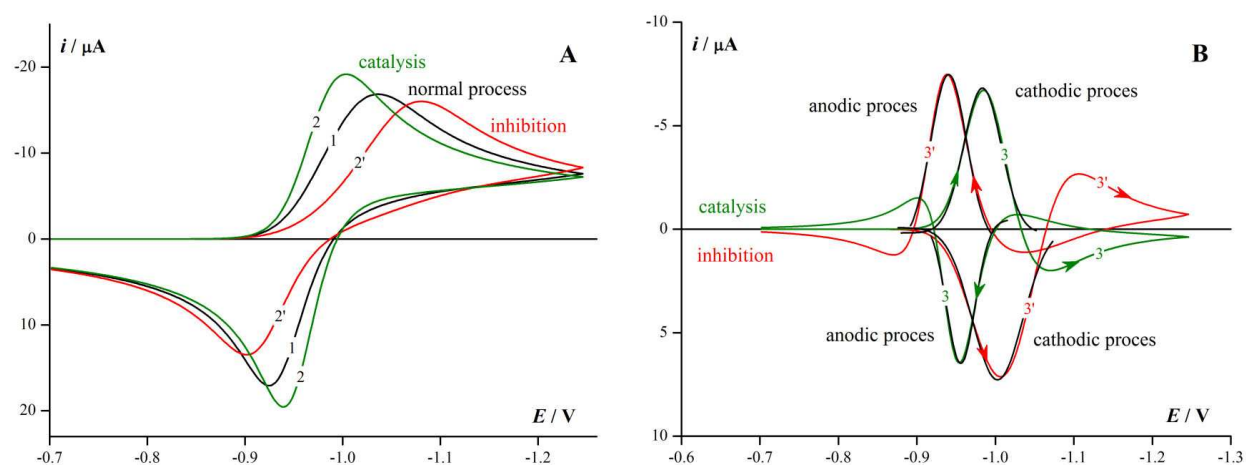 A
i / µA
-20
-10
0
10
20
catalysis
normal process
inhibition
2
1
2'
2'
1
2
E / V
-0.7
-0.8
-0.9
-1.0
-1.1
-1.2
B
i / µA
-10
-5
0
5
10
anodic proces
cathodic proces
catalysis
inhibition
3'
3
3'
3
3
3'
anodic proces
cathodic proces
E / V
-0.6
-0.7
-0.8
-0.9
-1.0
-1.1
-1.2
-1.3